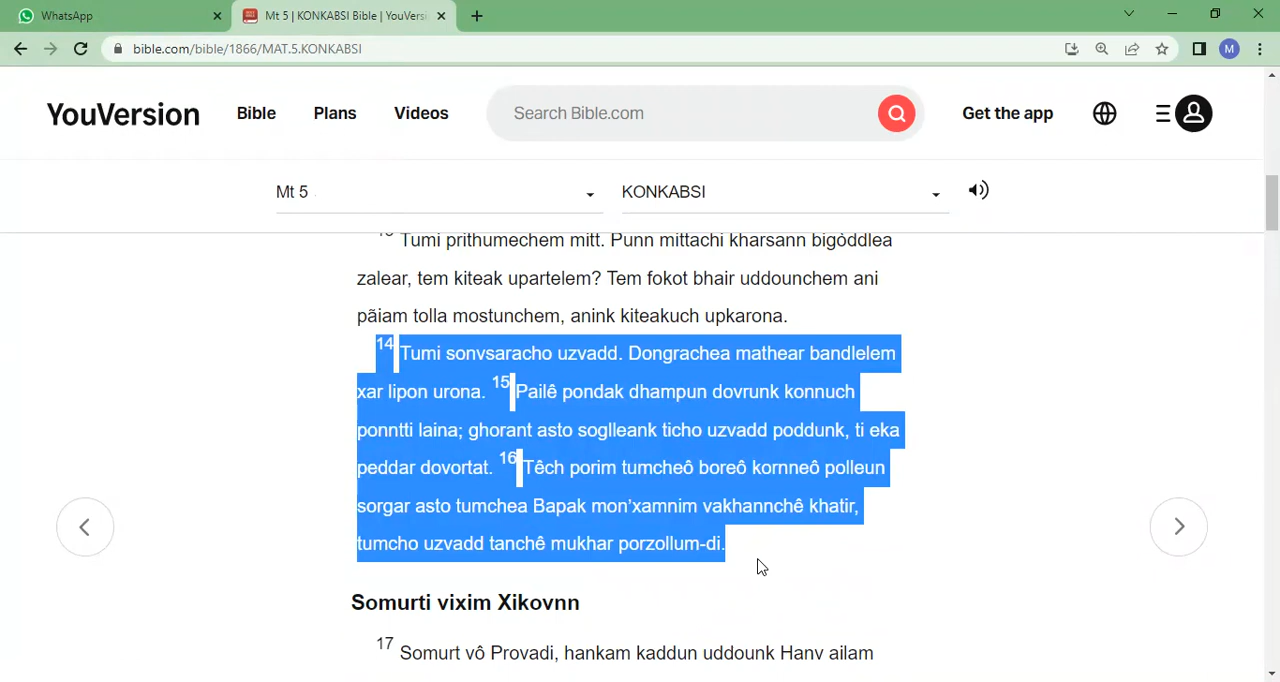 WhatsApp
Mt 5 | KONKABSI Bible | YouVersi
bible.com/bible/1866/MAT.5.KONKABSI
M
YouVersion
Bible
Plans
Videos
Search Bible.com
Get the app
Mt 5
KONKABSI
Tumi prithumechem mitt. Punn mittachi kharsann bigòddlea
zalear, tem kiteak upartelem? Tem fokot bhair uddounchem ani
pãiam tolla mostunchem, anink kiteakuch upkarona.
14 Tumi sonvsaracho uzvadd. Dongrachea mathear bandlelem
xar lipon urona. 15 Pailê pondak dhampun dovrunk konnuch
ponntti laina; ghorant asto soglleank ticho uzvadd poddunk, ti eka
peddar dovortat. 16 Têch porim tumcheô boreô kornneô polleun
sorgar asto tumchea Bapak mon’xamnim vakhannchê khatir,
tumcho uzvadd tanchê mukhar porzollum-di.
Somurti vixim Xikovnn
17 Somurt vô Provadi, hankam kaddun uddounk Hanv ailam